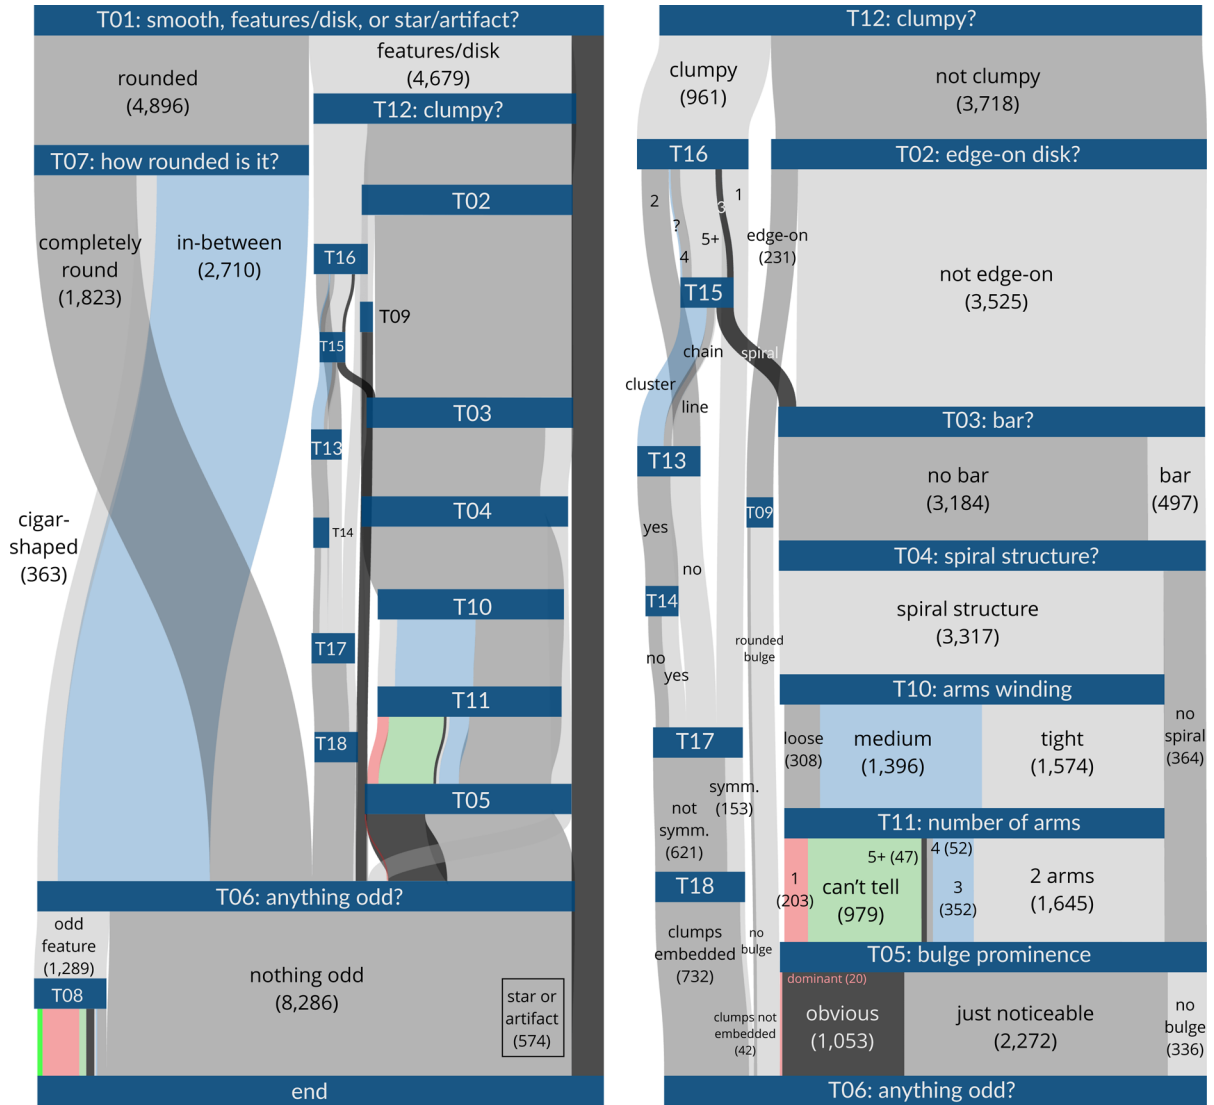 T01: smooth, features/disk, or star/artifact?
rounded
(4,896)
features/disk
(4,679)
T12: clumpy?
T07: how rounded is it?
completely
round
(1,823)
in-between
(2,710)
T02
T16
T09
T15
T03
T13
cigar-
shaped
(363)
T04
T14
T10
T17
T11
T18
T05
T06: anything odd?
odd
feature
(1,289)
T08
nothing odd
(8,286)
star or
artifact
(574)
end
T12: clumpy?
clumpy
(961)
not clumpy
(3,718)
T16
T02: edge-on disk?
2
?
4
5+
3
1
edge-on
(231)
not edge-on
(3,525)
T15
chain
spiral
cluster
line
T03: bar?
T13
no bar
(3,184)
bar
(497)
T09
yes
no
T04: spiral structure?
T14
spiral structure
(3,317)
rounded
bulge
no
yes
T10: arms winding
T17
loose
(308)
medium
(1,396)
tight
(1,574)
no
spiral
(364)
symm.
(153)
not
symm.
(621)
T11: number of arms
T18
1
(203)
can't tell
(979)
5+ (47)
4 (52)
3
(352)
2 arms
(1,645)
clumps
embedded
(732)
no
bulge
T05: bulge prominence
dominant (20)
clumps not
embedded
(42)
obvious
(1,053)
just noticeable
(2,272)
no
bulge
(336)
T06: anything odd?